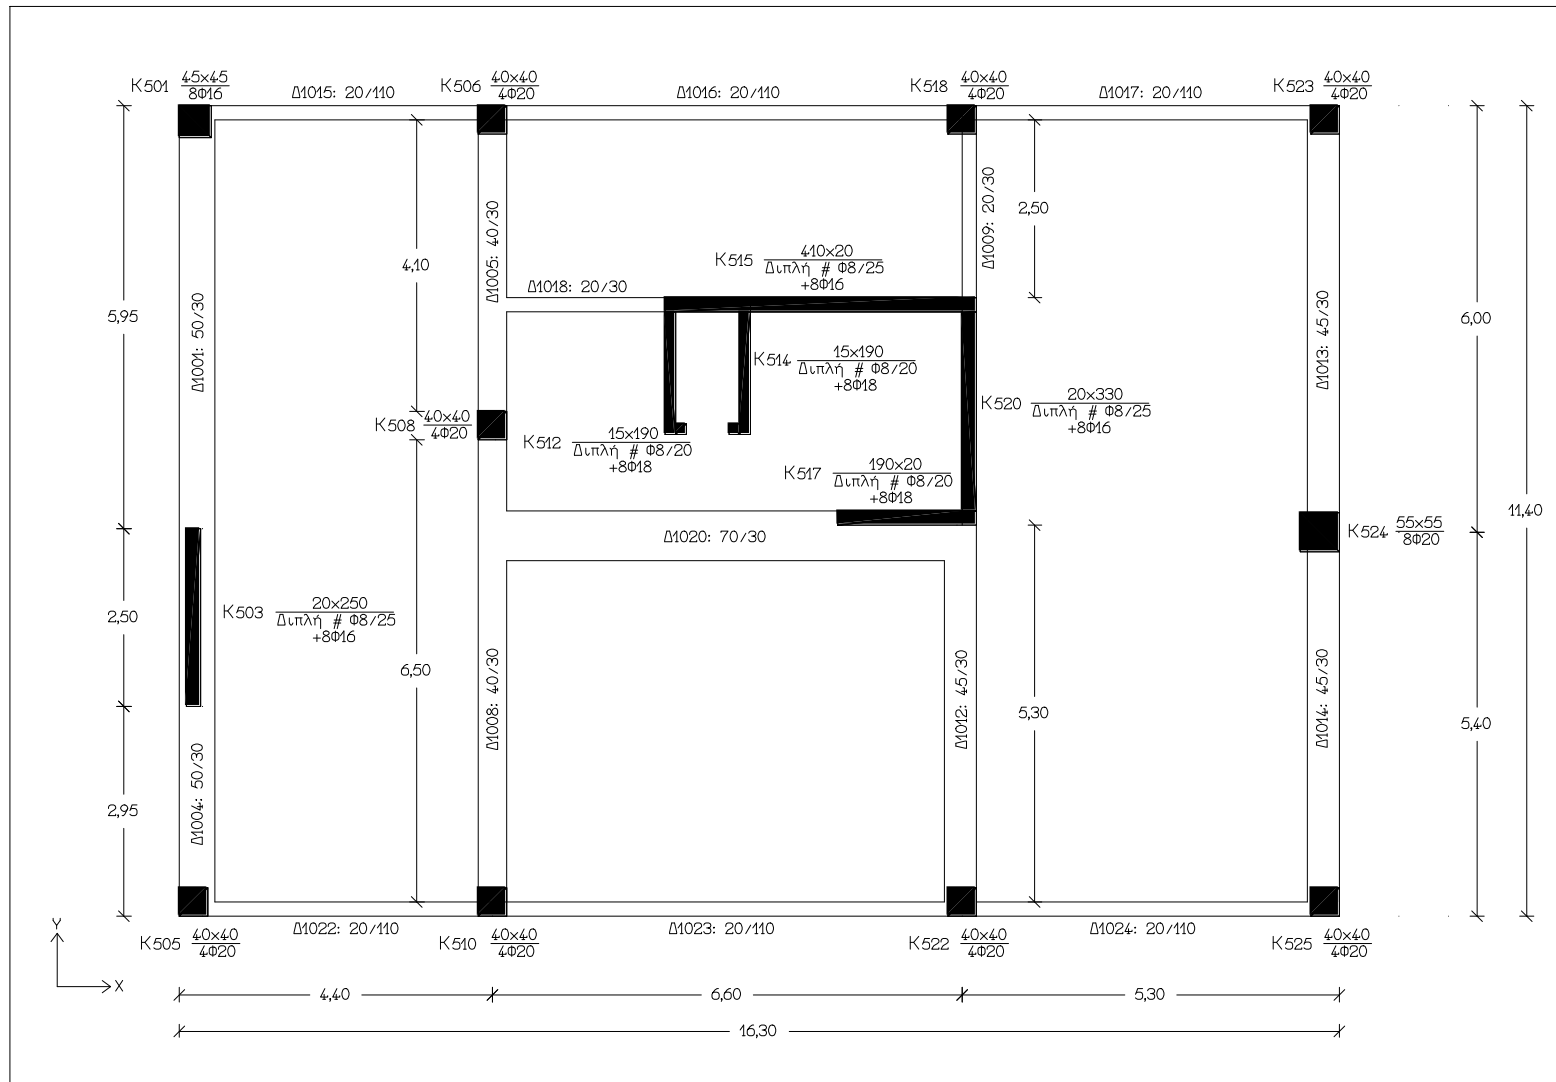 K501 45x45
8Φ16
Δ1015: 20/110
K506 40x40
4Φ20
Δ1016: 20/110
K518 40x40
4Φ20
Δ1017: 20/110
K523 40x40
4Φ20
5,95
Δ1001: 50/30
4,10
Δ1005: 40/30
Δ1018: 20/30
K515 410x20
Διπλή # Φ8/25
+8Φ16
Δ1009: 20/30
2,50
Δ1013: 45/30
6,00
K514 15x190
Διπλή # Φ8/20
+8Φ18
K520 20x330
Διπλή # Φ8/25
+8Φ16
K508 40x40
4Φ20
K512 15x190
Διπλή # Φ8/20
+8Φ18
K517 190x20
Διπλή # Φ8/20
+8Φ18
11,40
K524 55x55
8Φ20
Δ1020: 70/30
2,50
K503 20x250
Διπλή # Φ8/25
+8Φ16
6,50
Δ1008: 40/30
Δ1012: 45/30
5,30
Δ1014: 45/30
5,40
2,95
Δ1004: 50/30
Y
X
K505 40x40
4Φ20
Δ1022: 20/110
K510 40x40
4Φ20
Δ1023: 20/110
K522 40x40
4Φ20
Δ1024: 20/110
K525 40x40
4Φ20
4,40
6,60
5,30
16,30